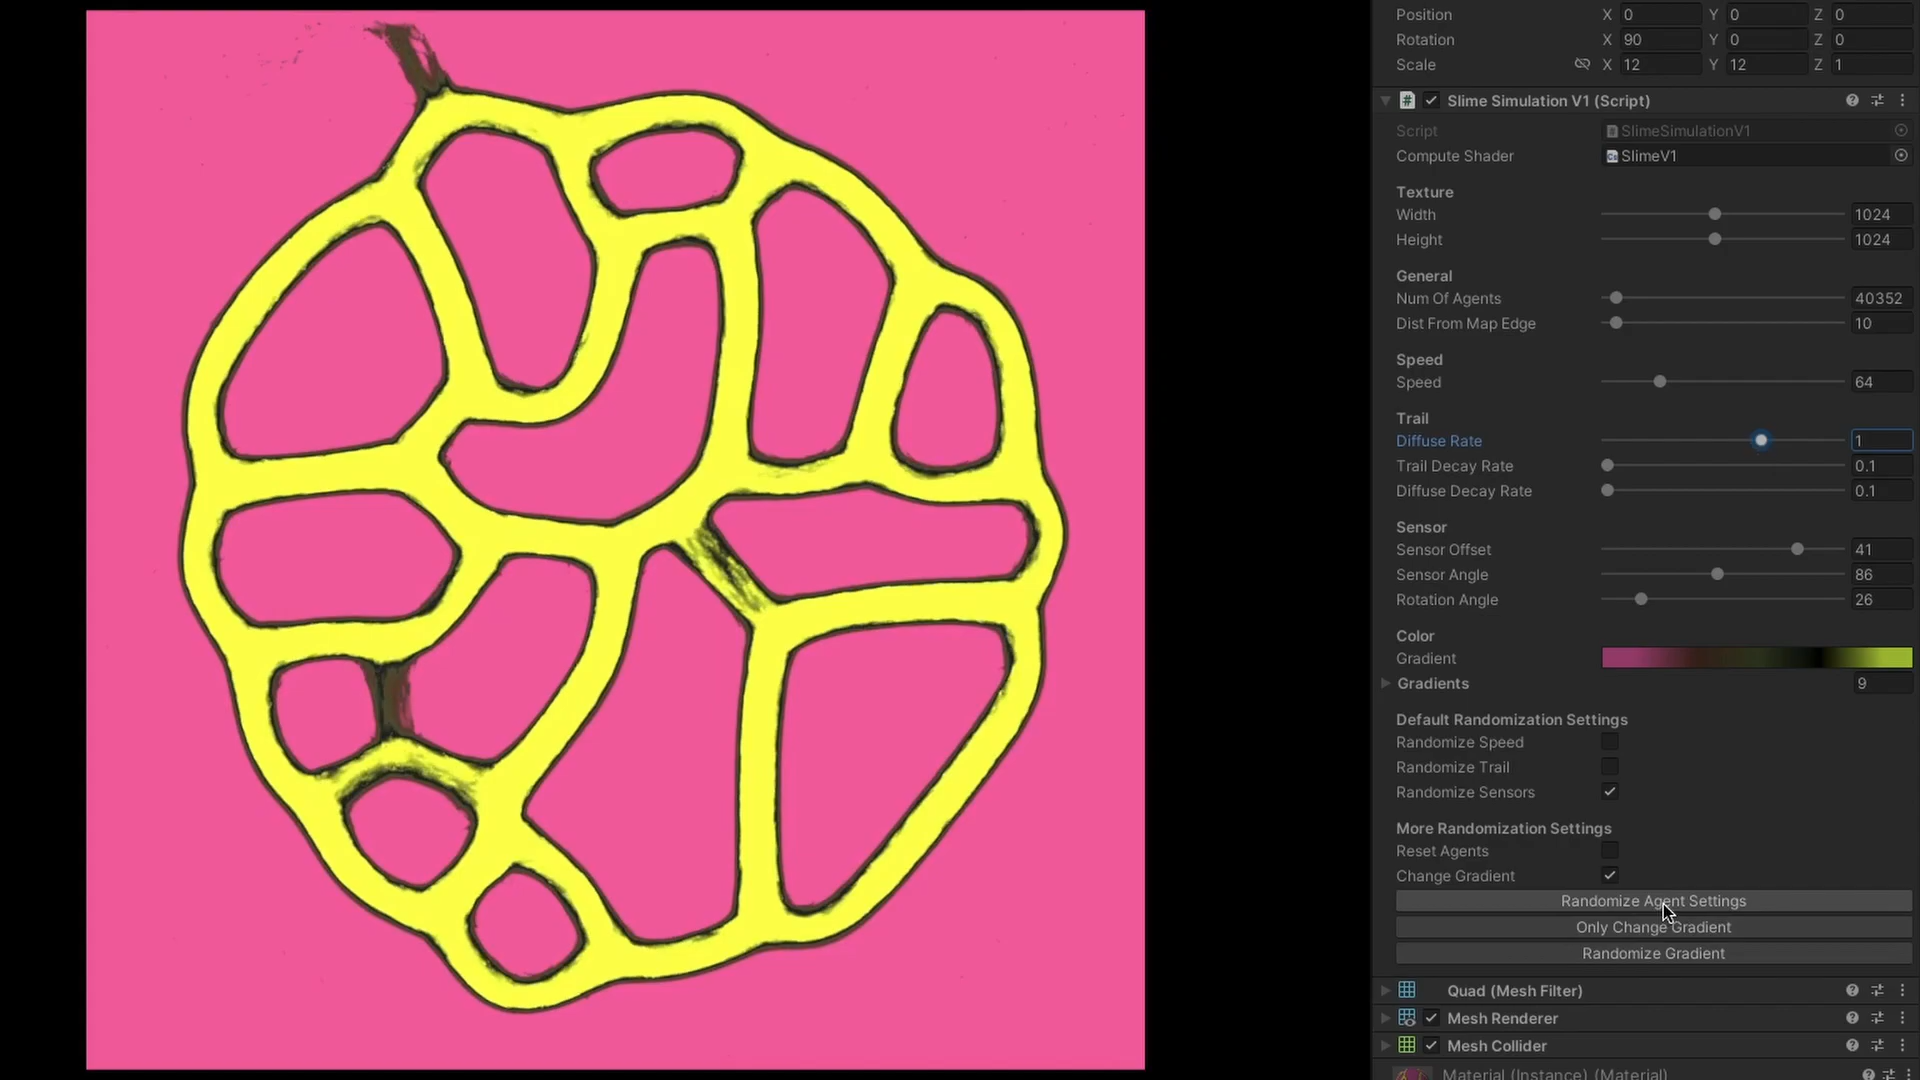 Position X 0 Y 0 Z 0
Rotation X 90 Y 0 Z 0
Scale X 12 Y 12 Z 1
# Slime Simulation V1 (Script)
Script # SlimeSimulationV1
Compute Shader SlimeV1
Texture
Width 1024
Height 1024
General
Num Of Agents 40352
Dist From Map Edge 10
Speed
Speed 64
Trail
Diffuse Rate 1
Trail Decay Rate 0.1
Diffuse Decay Rate 0.1
Sensor
Sensor Offset 41
Sensor Angle 86
Rotation Angle 26
Color
Gradient
Gradients 9
Default Randomization Settings
Randomize Speed
Randomize Trail
Randomize Sensors
More Randomization Settings
Reset Agents
Change Gradient
Randomize Agent Settings
Only Change Gradient
Randomize Gradient
Quad (Mesh Filter)
Mesh Renderer
Mesh Collider
Material (Instance) (Material)